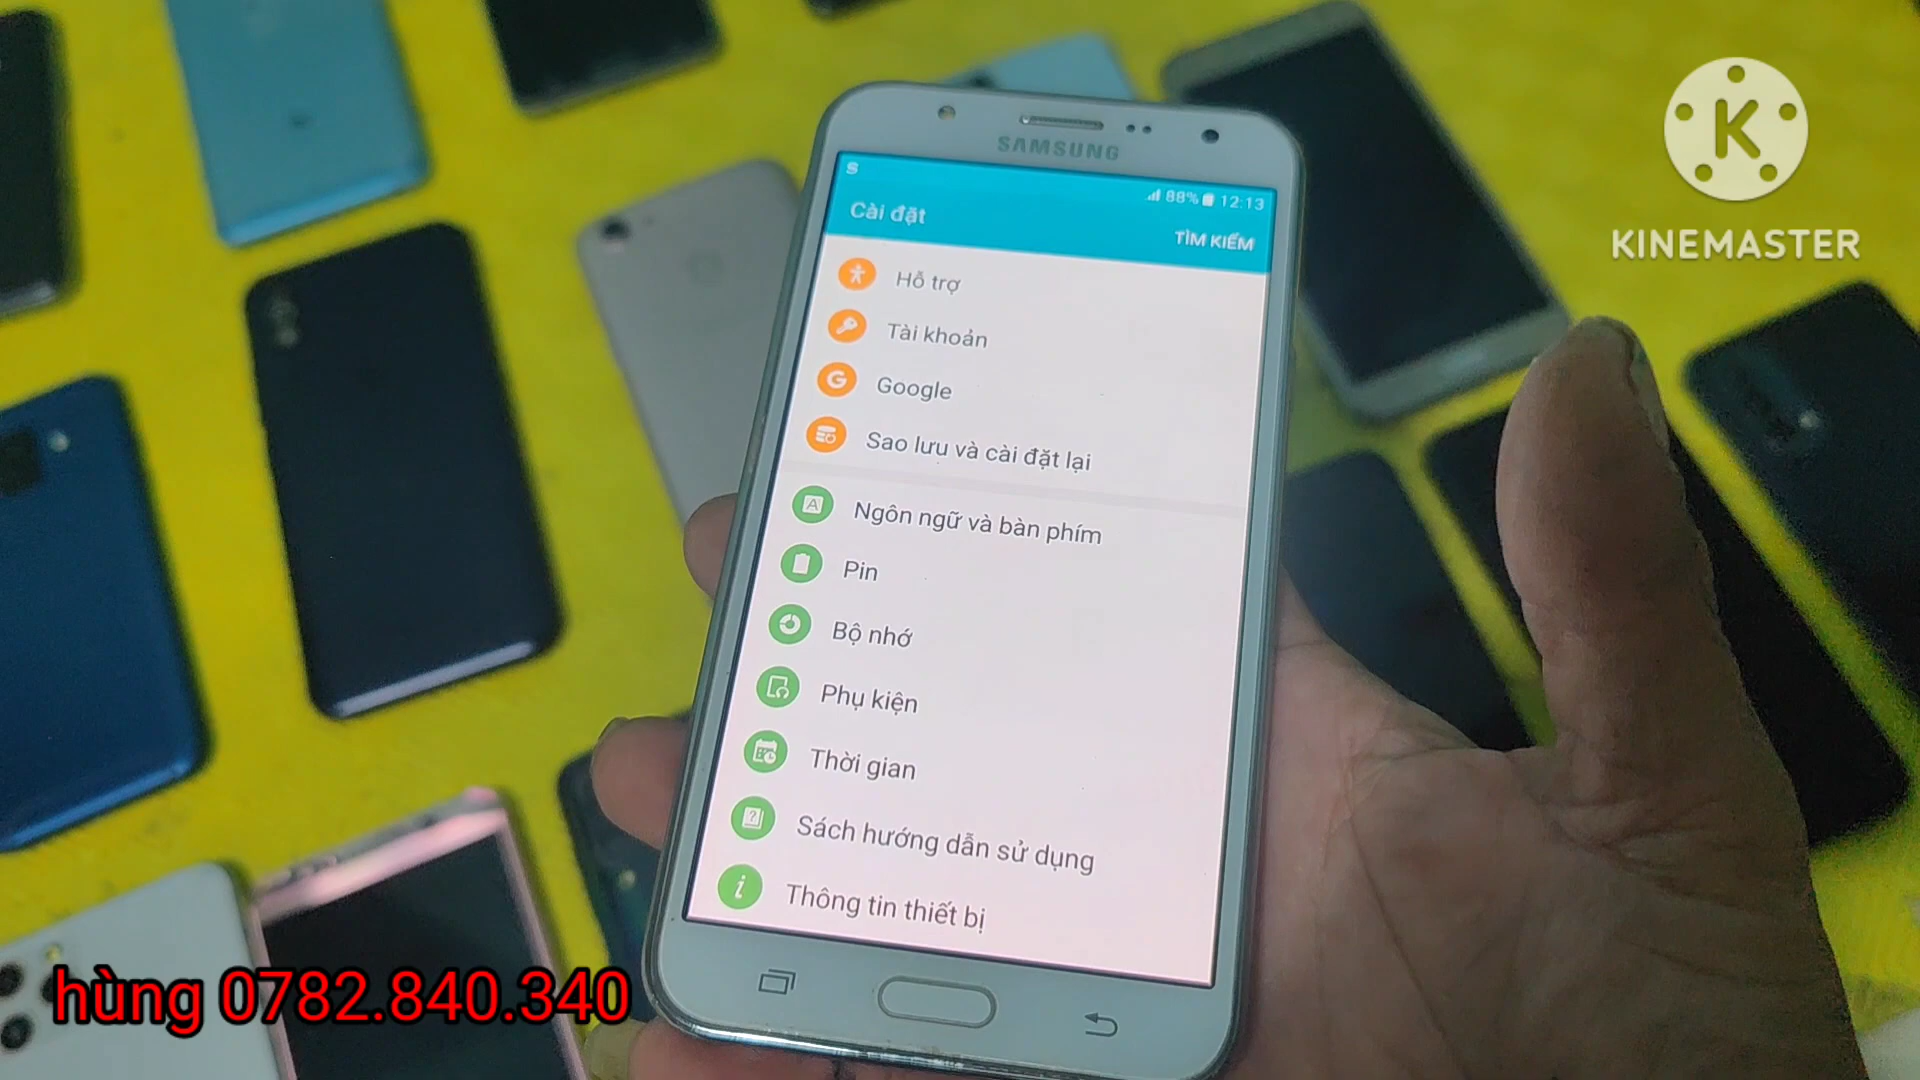 SAMSUNG
S
88% 12:13
Cài đặt
TÌM KIẾM
Hỗ trợ
Tài khoản
Google
Sao lưu và cài đặt lại
Ngôn ngữ và bàn phím
Pin
Bộ nhớ
Phụ kiện
Thời gian
Sách hướng dẫn sử dụng
Thông tin thiết bị
K
KINEMASTER
hùng 0782.840.340